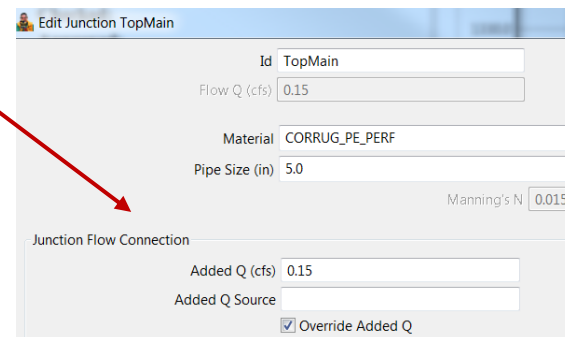 Edit Junction TopMain
Id TopMain
Flow Q (cfs) 0.15
Material CORRUG_PE_PERF
Pipe Size (in) 5.0
Manning's N 0.015
Junction Flow Connection
Added Q (cfs) 0.15
Added Q Source
Override Added Q